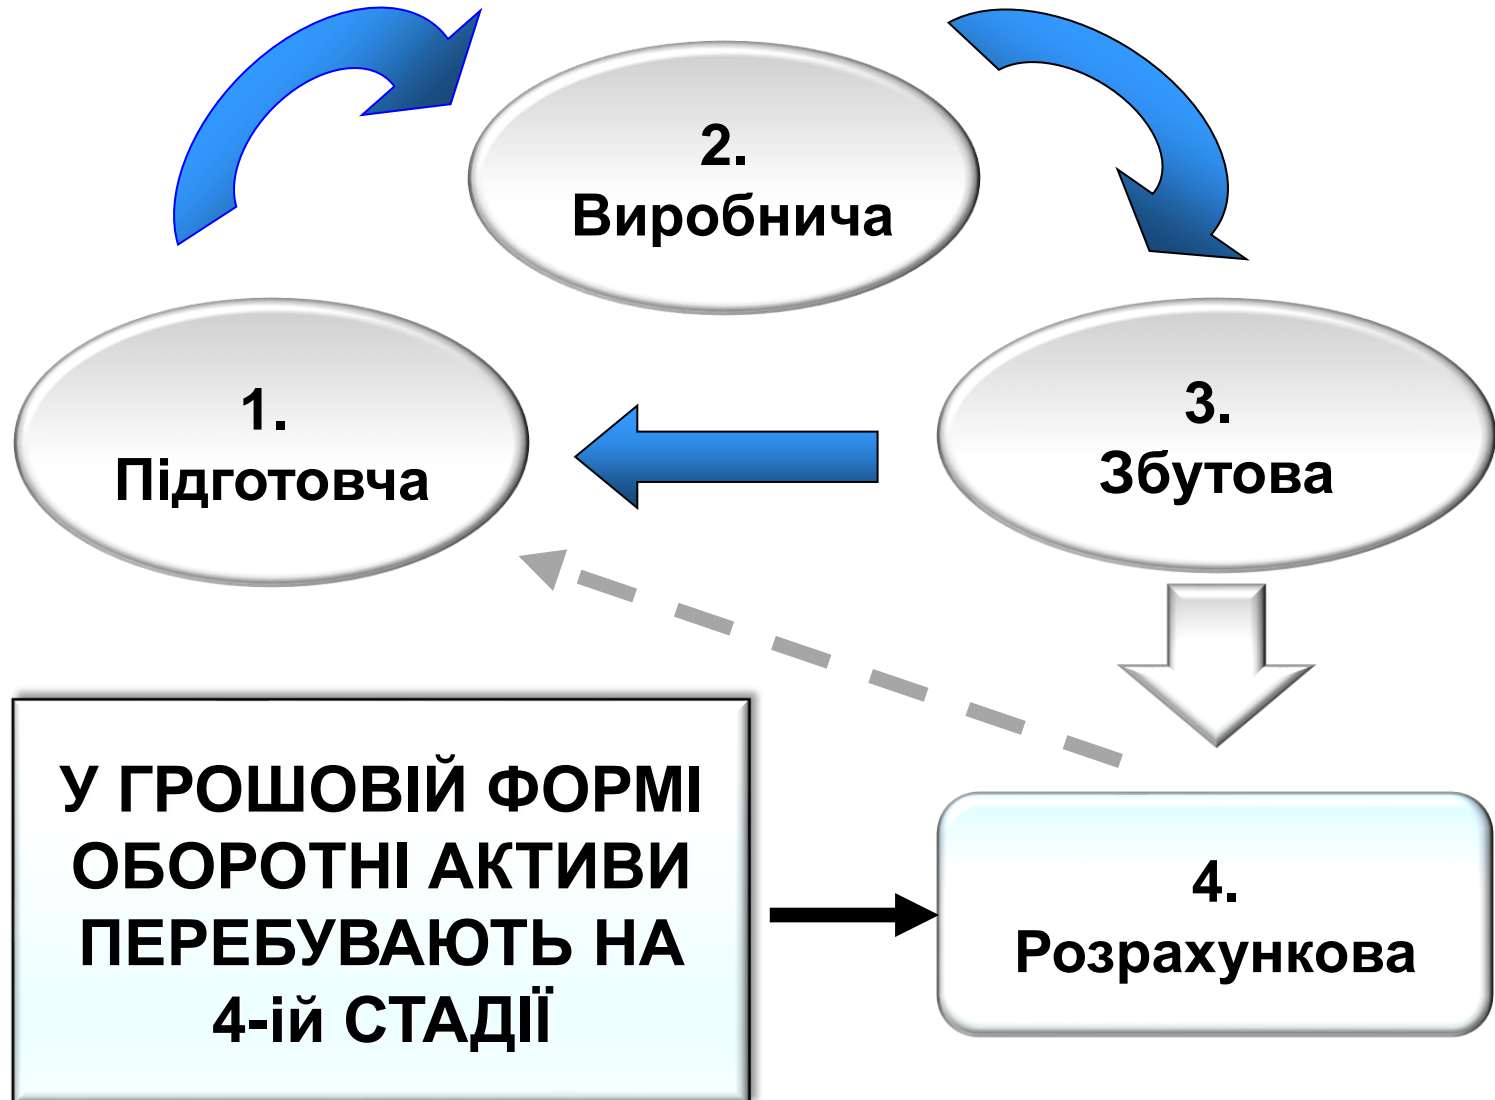 2.
Виробнича
1.
Підготовча
3.
Збутова
У ГРОШОВІЙ ФОРМІ
ОБОРОТНІ АКТИВИ
ПЕРЕБУВАЮТЬ НА
4-ій СТАДІЇ
4.
Розрахункова